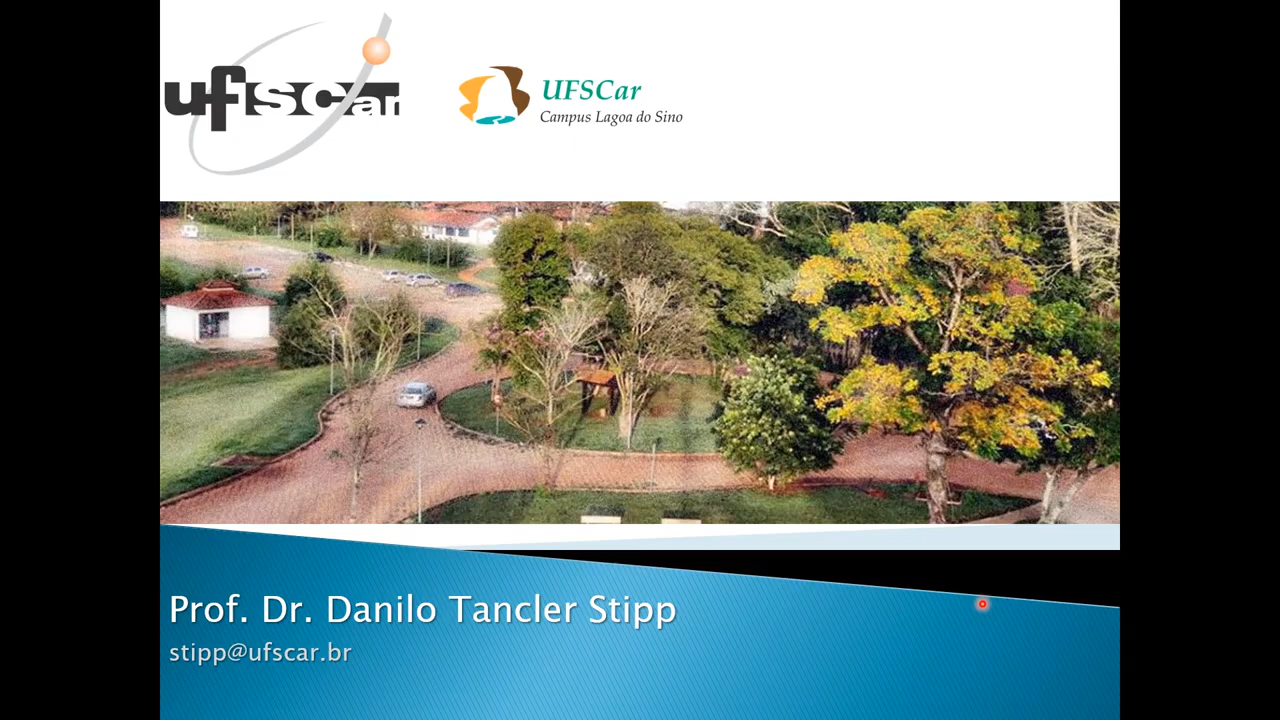 ufscar
UFSCar
Campus Lagoa do Sino
Prof. Dr. Danilo Tancler Stipp
stipp@ufscar.br